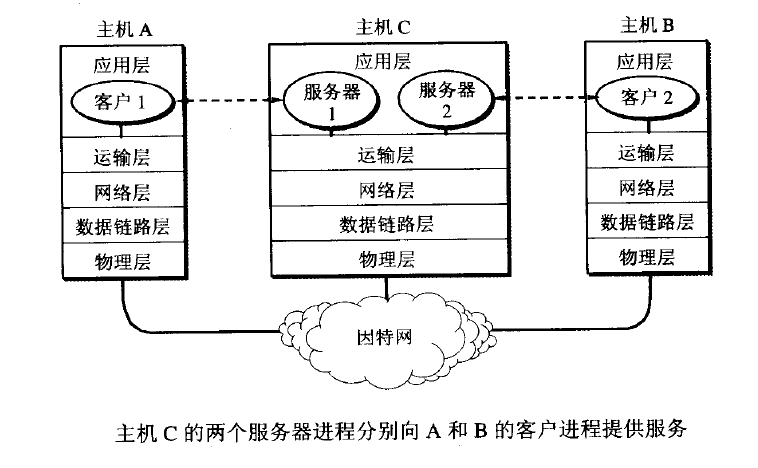 主机 A
主机 C
主机 B
应用层
应用层
应用层
客户 1
服务器
1
服务器
2
客户 2
运输层
运输层
运输层
网络层
网络层
网络层
数据链路层
数据链路层
数据链路层
物理层
物理层
物理层
因特网
主机 C 的两个服务器进程分别向 A 和 B 的客户进程提供服务